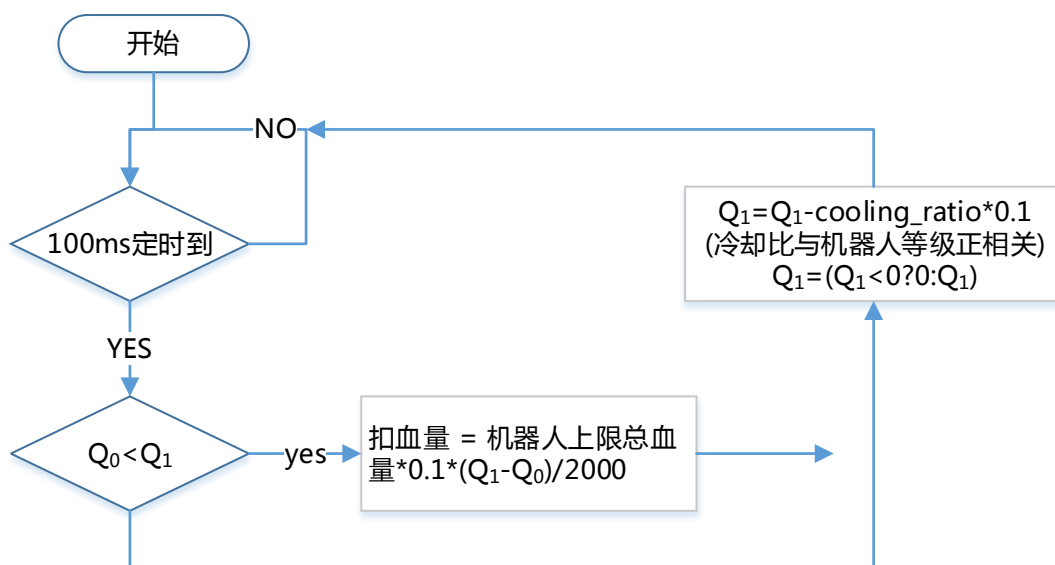 开始
NO
100ms定时到
Q₁=Q₁-cooling_ratio*0.1
(冷却比与机器人等级正相关)
Q₁=(Q₁<0?0:Q₁)
YES
Q₀<Q₁
yes
扣血量 = 机器人上限总血
量*0.1*(Q₁-Q₀)/2000